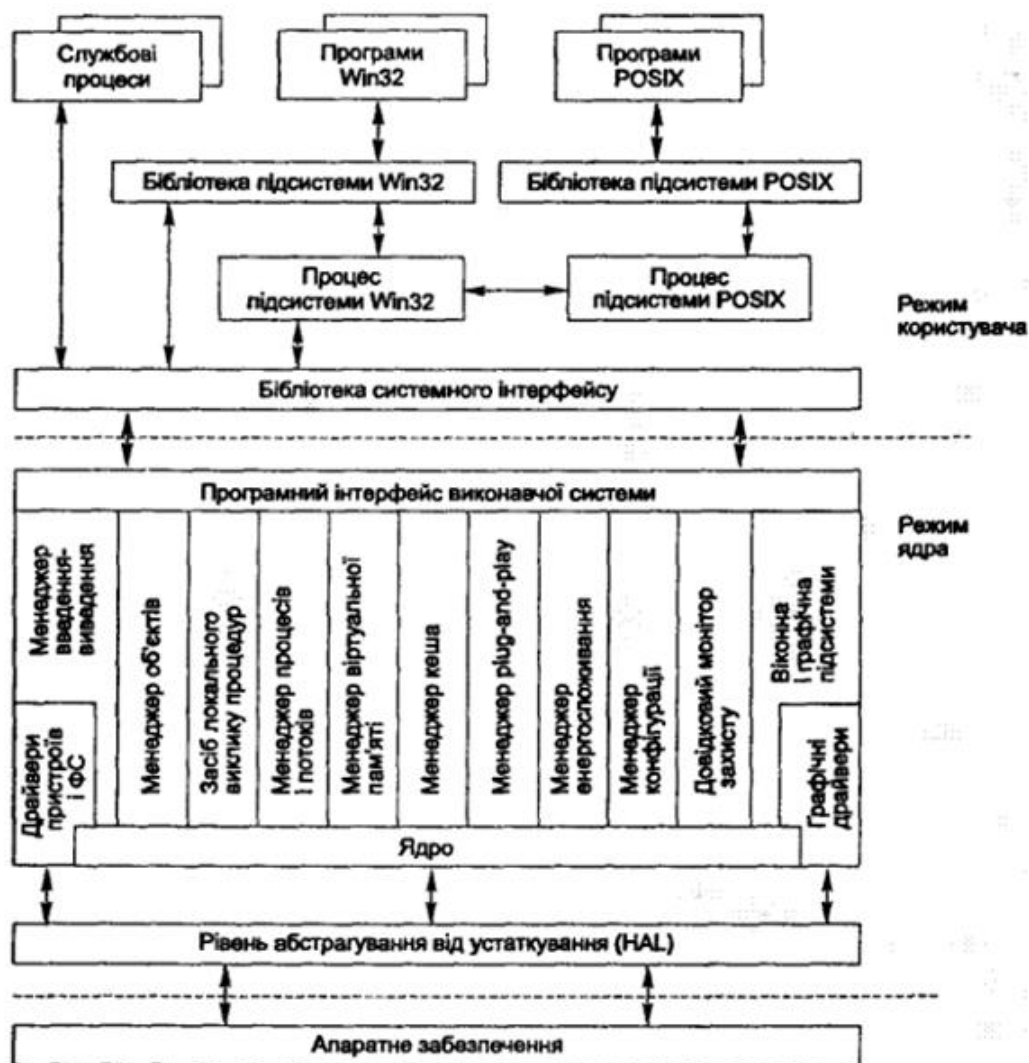 Службові
процеси
Програми
Win32
Програми
POSIX
Бібліотека підсистеми Win32
Бібліотека підсистеми POSIX
Процес
підсистеми Win32
Процес
підсистеми POSIX
Режим
користувача
Бібліотека системного інтерфейсу
Програмний інтерфейс виконавчої системи
Режим
ядра
Менеджер
введення-
виведення
Драйвери
пристроїв
і ФС
Менеджер об'єктів
Засіб локального
виклику процедур
Менеджер процесів
і потоків
Менеджер віртуальної
пам'яті
Менеджер кеша
Менеджер plug-and-play
Менеджер
енергосложивання
Менеджер
конфігурації
Довідковий монітор
захисту
Віконна
і графічна
підсистеми
Графічні
драйвери
Ядро
Рівень абстрагування від устаткування (HAL)
Апаратне забезпечення